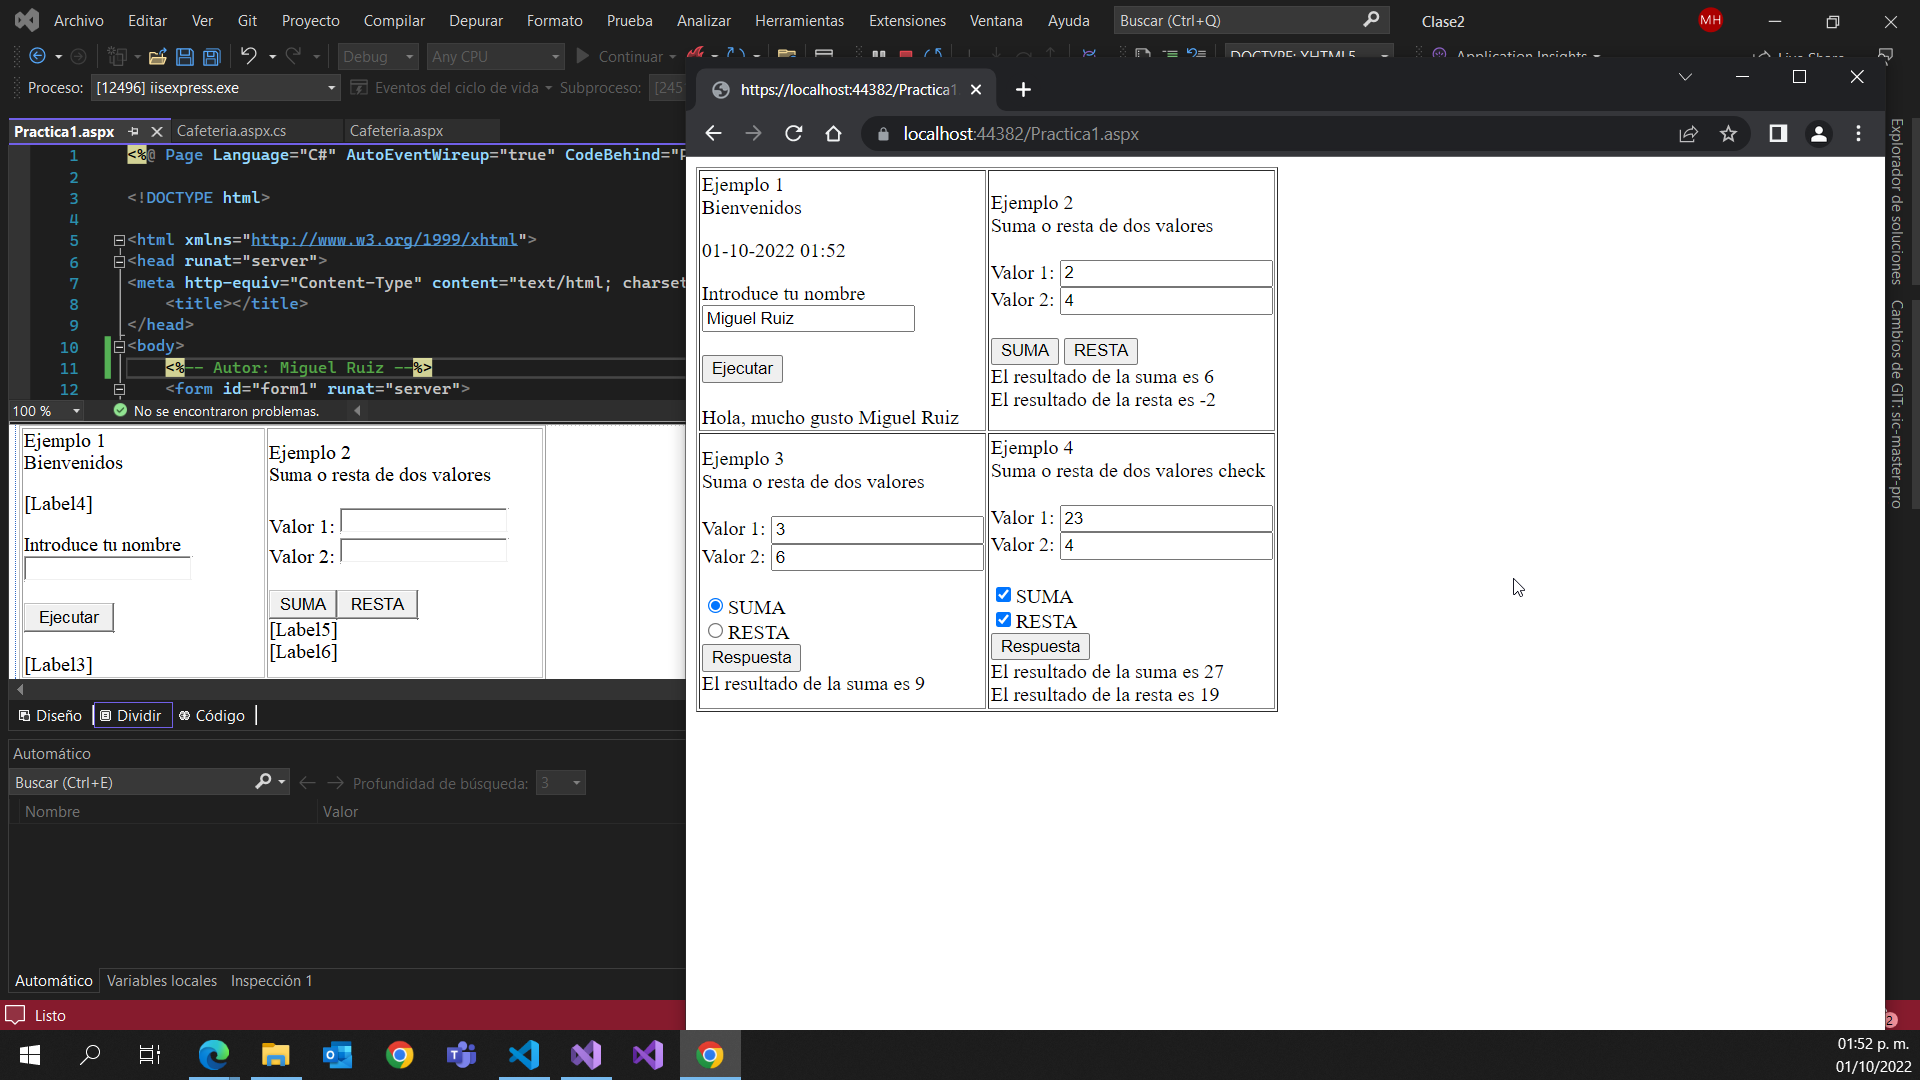 Archivo Editar Ver Git Proyecto Compilar Depurar Formato Prueba Analizar Herramientas Extensiones Ventana Ayuda Buscar (Ctrl+Q) Clase2 MH
Debug Any CPU Continuar DOCTYPE: XHTML5 Application Insights Live Share
Proceso: [12496] iisexpress.exe Eventos del ciclo de vida Subproceso: [245
Practica1.aspx Cafeteria.aspx.cs Cafeteria.aspx
1 <%@ Page Language="C#" AutoEventWireup="true" CodeBehind="P
2
3 <!DOCTYPE html>
4
5 <html xmlns="http://www.w3.org/1999/xhtml">
6 <head runat="server">
7 <meta http-equiv="Content-Type" content="text/html; charset
8 <title></title>
9 </head>
10 <body>
11 <%-- Autor: Miguel Ruiz --%>
12 <form id="form1" runat="server">
100 % No se encontraron problemas.
Ejemplo 1
Bienvenidos
[Label4]
Introduce tu nombre
Ejecutar
[Label3]
Ejemplo 2
Suma o resta de dos valores
Valor 1:
Valor 2:
SUMA RESTA
[Label5]
[Label6]
Diseño Dividir Código
Automático
Buscar (Ctrl+E) Profundidad de búsqueda: 3
Nombre Valor
Automático Variables locales Inspección 1
Listo
https://localhost:44382/Practica1
localhost:44382/Practica1.aspx
Ejemplo 1
Bienvenidos
01-10-2022 01:52
Introduce tu nombre
Miguel Ruiz
Ejecutar
Hola, mucho gusto Miguel Ruiz
Ejemplo 2
Suma o resta de dos valores
Valor 1: 2
Valor 2: 4
SUMA RESTA
El resultado de la suma es 6
El resultado de la resta es -2
Ejemplo 3
Suma o resta de dos valores
Valor 1: 3
Valor 2: 6
SUMA
RESTA
Respuesta
El resultado de la suma es 9
Ejemplo 4
Suma o resta de dos valores check
Valor 1: 23
Valor 2: 4
SUMA
RESTA
Respuesta
El resultado de la suma es 27
El resultado de la resta es 19
Explorador de soluciones
Cambios de GIT: sic-master-pro
2
01:52 p. m.
01/10/2022